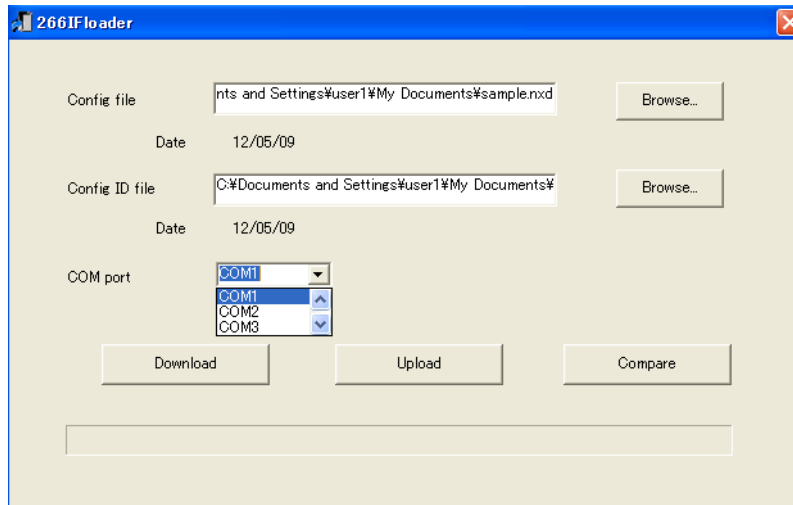 266IFloader
Config file
nts and Settings¥user1¥My Documents¥sample.nxd
Browse...
Date 12/05/09
Config ID file
C:¥Documents and Settings¥user1¥My Documents¥
Browse...
Date 12/05/09
COM port
COM1
COM1
COM2
COM3
Download
Upload
Compare